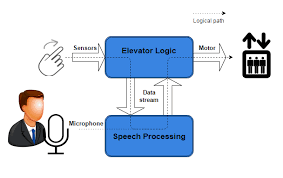 Logical path
Sensors
Elevator Logic
Motor
Data
stream
Microphone
Speech Processing